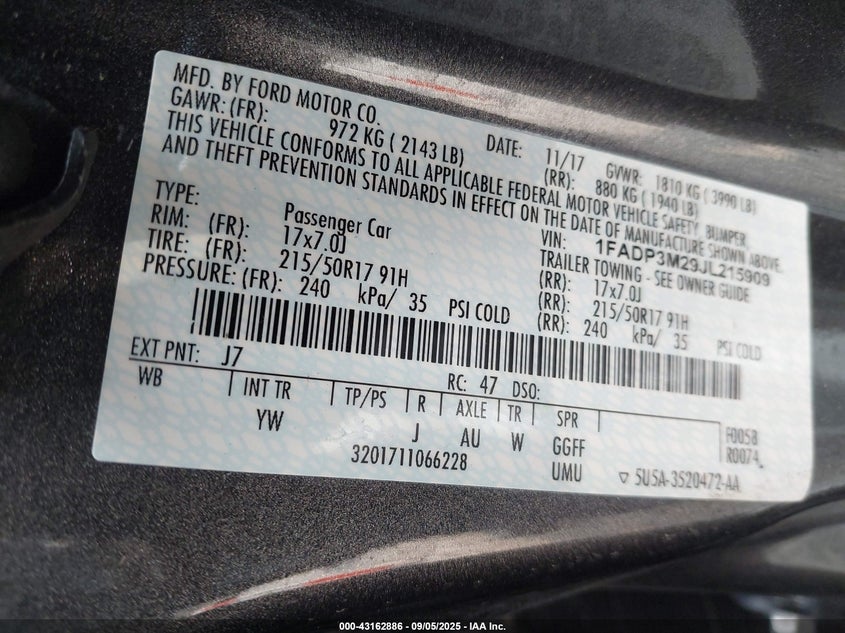 MFD. BY FORD MOTOR CO. DATE: 11/17 GVWR: 1810 KG ( 3990 LB)
GAWR: (FR): 972 KG ( 2143 LB) (RR): 880 KG ( 1940 LB)
THIS VEHICLE CONFORMS TO ALL APPLICABLE FEDERAL MOTOR VEHICLE SAFETY, BUMPER,
AND THEFT PREVENTION STANDARDS IN EFFECT ON THE DATE OF MANUFACTURE SHOWN ABOVE.
VIN: 1FADP3M29JL215909
TYPE: Passenger Car TRAILER TOWING - SEE OWNER GUIDE
RIM: (FR): 17x7.0J (RR): 17x7.0J
TIRE: (FR): 215/50R17 91H (RR): 215/50R17 91H
PRESSURE: (FR): 240 kPa/ 35 PSI COLD (RR): 240 kPa/ 35 PSI COLD
EXT PNT: J7 RC: 47 DSO:
WB INT TR TP/PS R AXLE TR SPR
YW J AU W GGFF
3201711066228 UMU
F0058
R0074
▽ 5U5A-3520472-AA
000-43162886 - 09/05/2025 - IAA Inc.